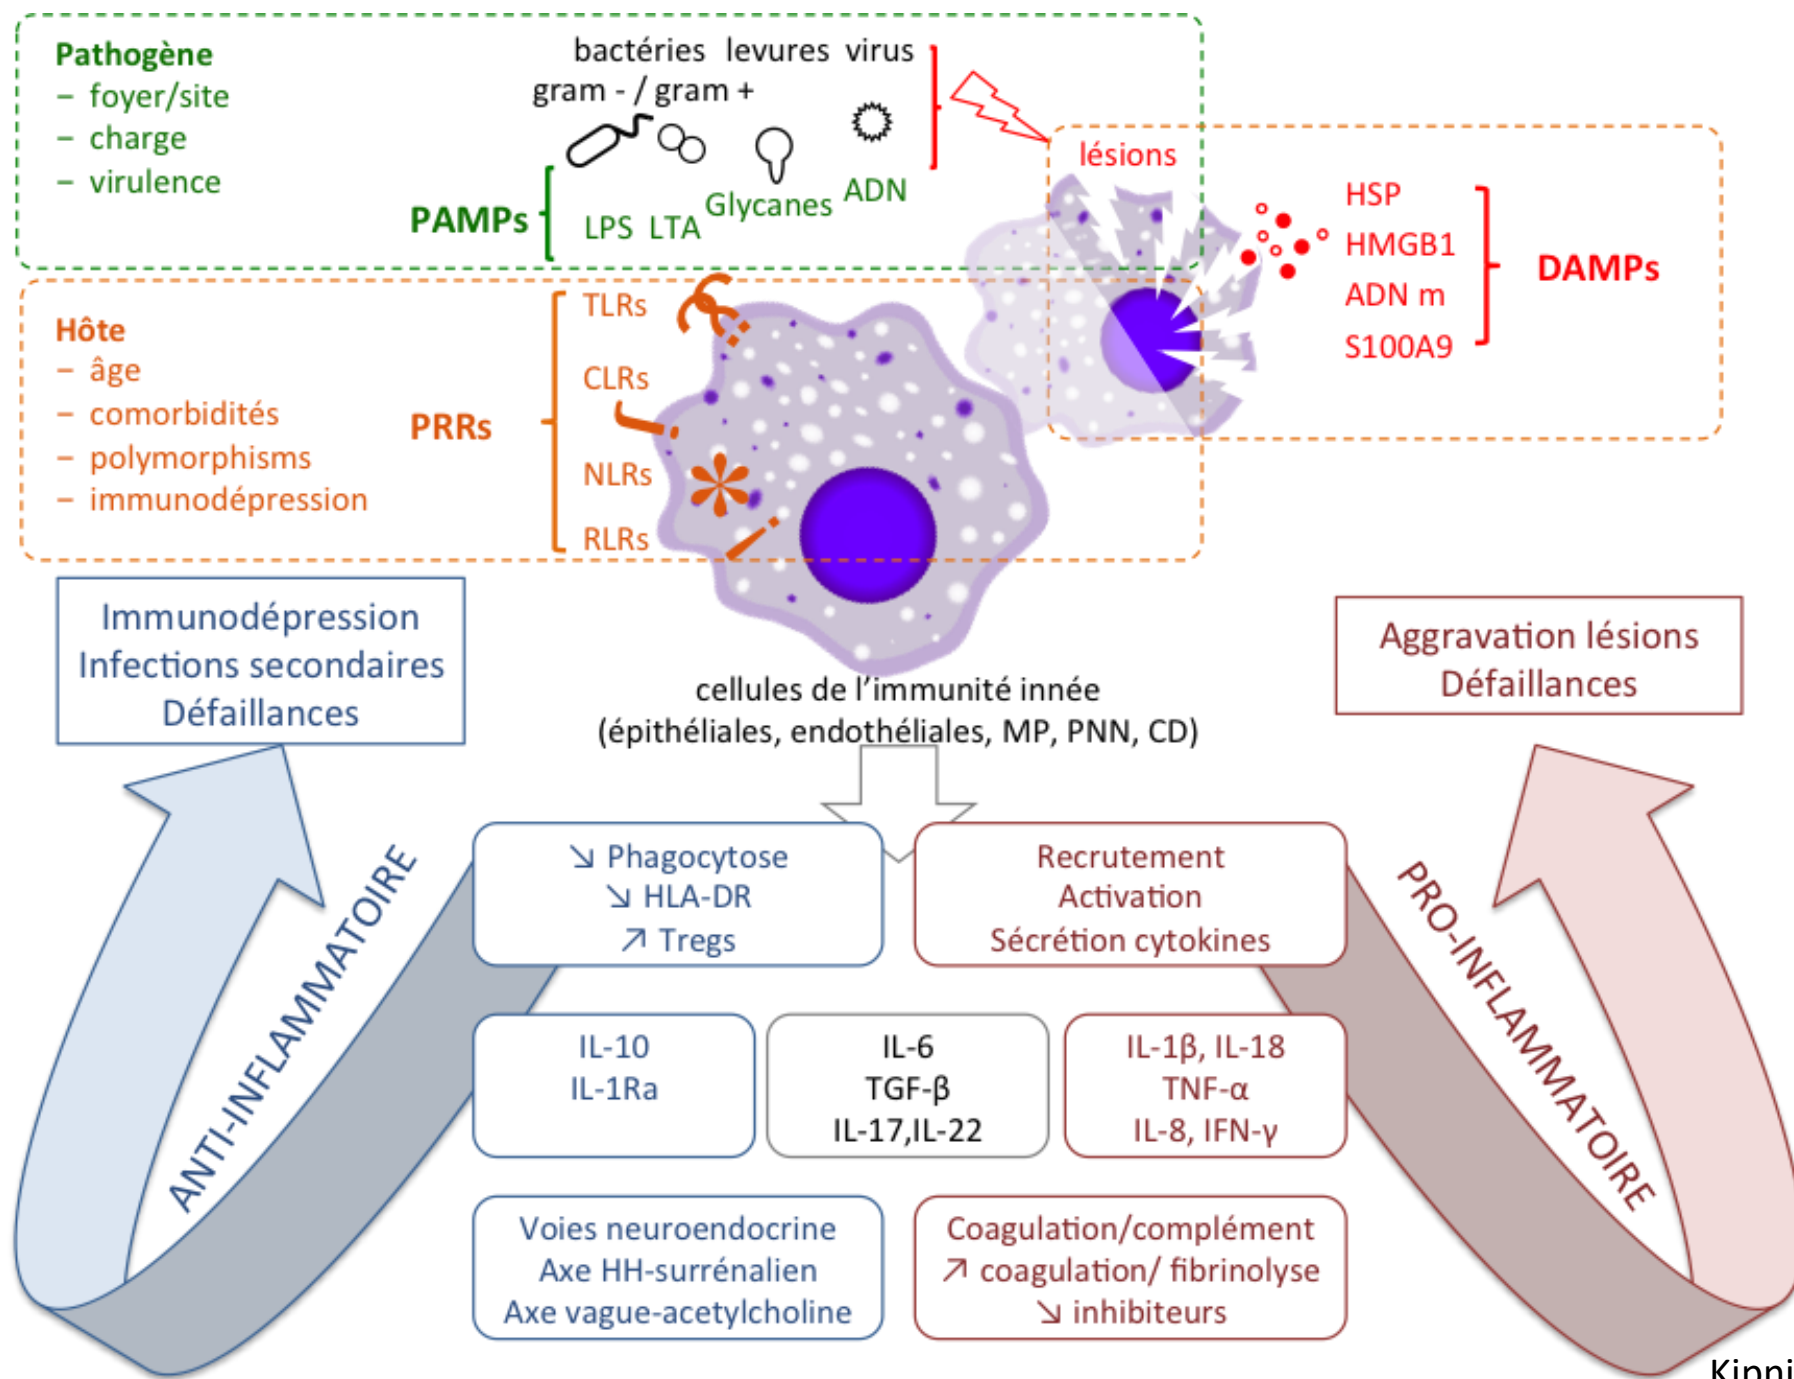 Pathogène
– foyer/site
– charge
– virulence
bactéries levures virus
gram - / gram +
PAMPs
LPS LTA Glycanes ADN
lésions
HSP
HMGB1
ADN m
S100A9
DAMPs
Hôte
– âge
– comorbidités
– polymorphisms
– immunodépression
PRRs
TLRs
CLRs
NLRs
RLRs
cellules de l'immunité innée
(épithéliales, endothéliales, MP, PNN, CD)
Immunodépression
Infections secondaires
Défaillances
Aggravation lésions
Défaillances
ANTI-INFLAMMATOIRE
PRO-INFLAMMATOIRE
↘ Phagocytose
↘ HLA-DR
↗ Tregs
Recrutement
Activation
Sécrétion cytokines
IL-10
IL-1Ra
IL-6
TGF-β
IL-17,IL-22
IL-1β, IL-18
TNF-α
IL-8, IFN-γ
Voies neuroendocrine
Axe HH-surrénalien
Axe vague-acetylcholine
Coagulation/complément
↗ coagulation/ fibrinolyse
↘ inhibiteurs